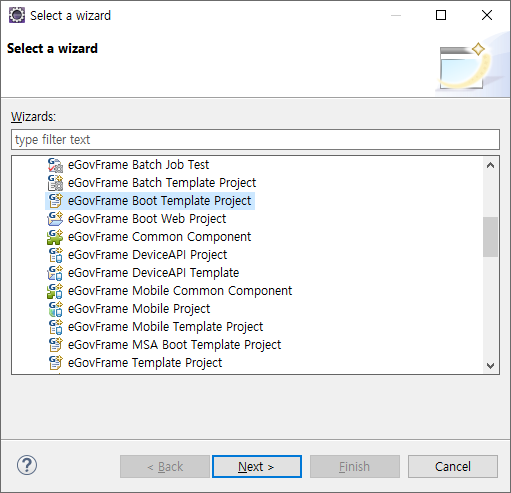 Select a wizard
Select a wizard
Wizards:
type filter text
eGovFrame Batch Job Test
eGovFrame Batch Template Project
eGovFrame Boot Template Project
eGovFrame Boot Web Project
eGovFrame Common Component
eGovFrame DeviceAPI Project
eGovFrame DeviceAPI Template
eGovFrame Mobile Common Component
eGovFrame Mobile Project
eGovFrame Mobile Template Project
eGovFrame MSA Boot Template Project
eGovFrame Template Project
? < Back Next > Finish Cancel